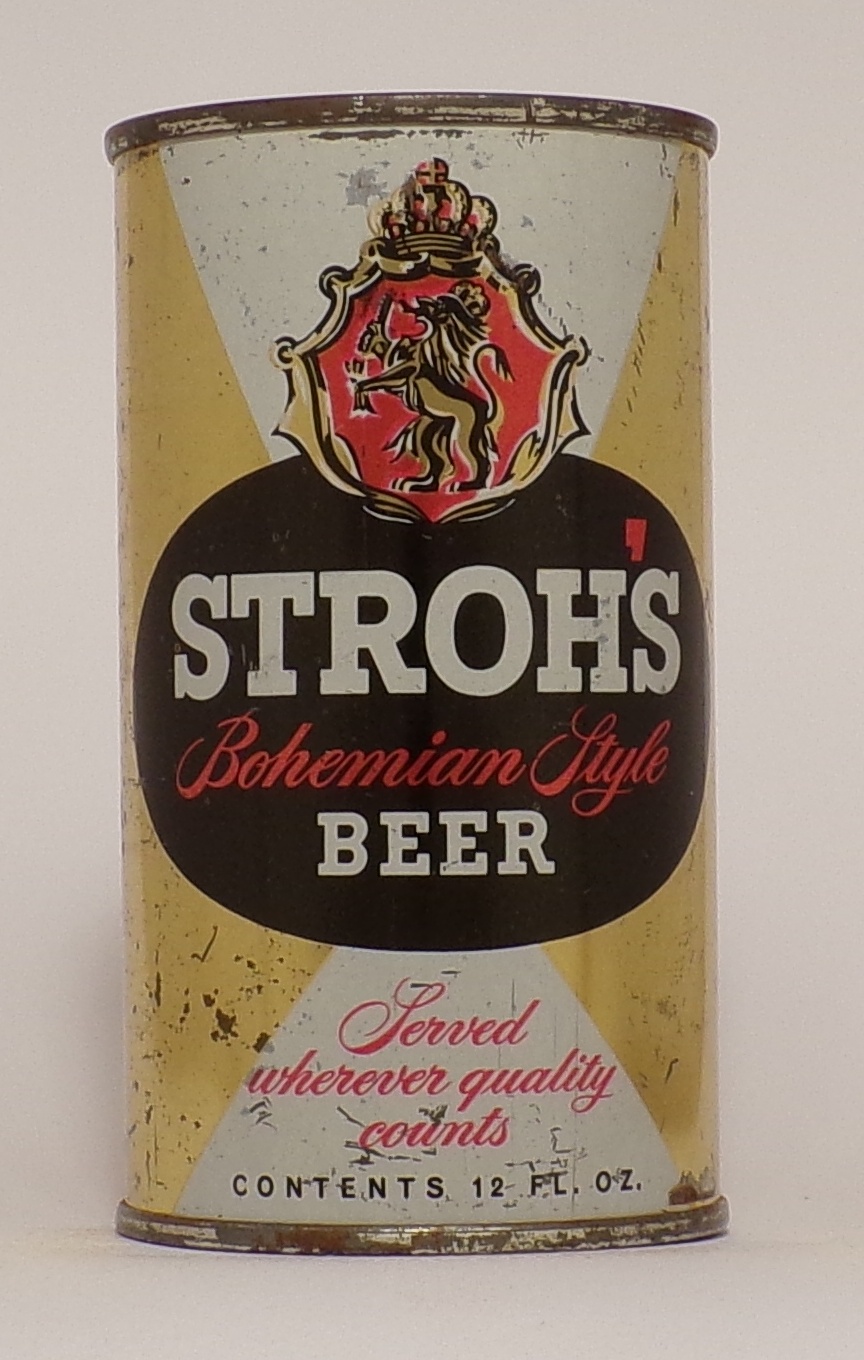 STROH'S
Bohemian Style
BEER
Served
wherever quality
counts
CONTENTS 12 FL. OZ.